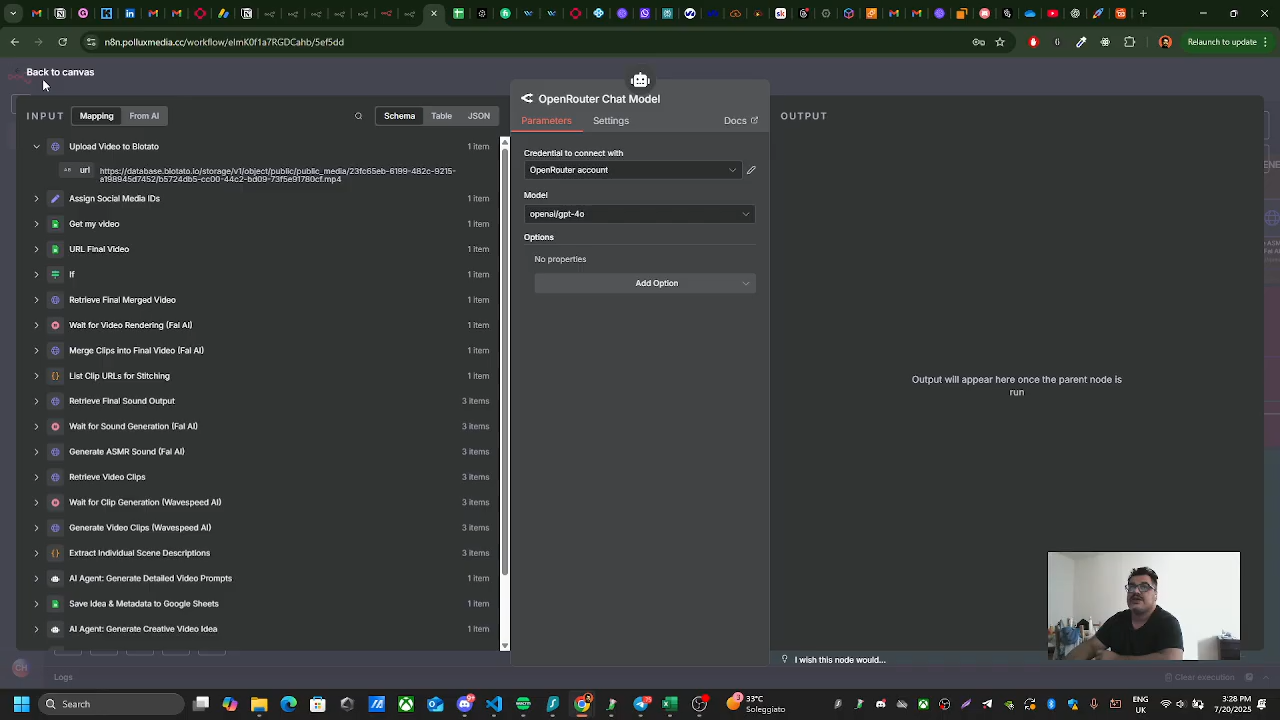 n8n.polluxmedia.cc/workflow/elmK0f1a7RGDCahb/5ef5dd
Relaunch to update
Back to canvas
INPUT
Mapping
From AI
Schema
Table
JSON
OpenRouter Chat Model
Parameters
Settings
Docs
OUTPUT
Upload Video to Blotato
1 item
url
https://database.blotato.io/storage/v1/object/public/public_media/23fc65eb-6199-482c-9215-
a198945d7452/b5724db5-cc00-44c2-bd09-73f5e91780cf.mp4
Assign Social Media IDs
1 item
Get my video
1 item
URL Final Video
1 item
If
1 item
Retrieve Final Merged Video
1 item
Wait for Video Rendering (Fal AI)
1 item
Merge Clips into Final Video (Fal AI)
1 item
List Clip URLs for Stitching
1 item
Retrieve Final Sound Output
3 items
Wait for Sound Generation (Fal AI)
3 items
Generate ASMR Sound (Fal AI)
3 items
Retrieve Video Clips
3 items
Wait for Clip Generation (Wavespeed AI)
3 items
Generate Video Clips (Wavespeed AI)
3 items
Extract Individual Scene Descriptions
3 items
AI Agent: Generate Detailed Video Prompts
1 item
Save Idea & Metadata to Google Sheets
1 item
AI Agent: Generate Creative Video Idea
1 item
Credential to connect with
OpenRouter account
Model
openai/gpt-4o
Options
No properties
Add Option
Output will appear here once the parent node is
run
I wish this node would...
CH
Logs
Clear execution
Search
33°C
Soleggiato
ENG
UK
3:28 PM
7/20/2025